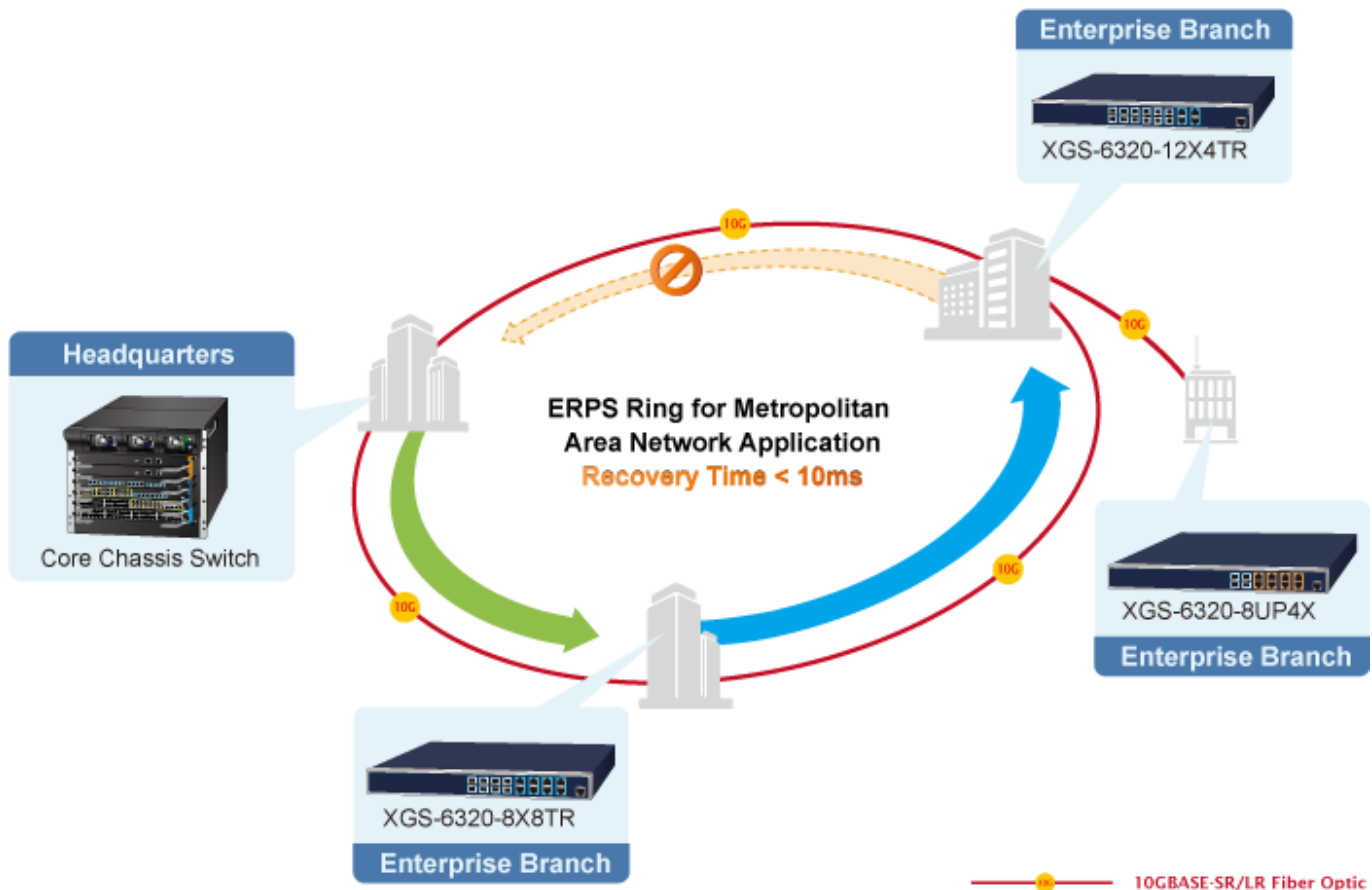 Enterprise Branch
XGS-6320-12X4TR
10G
10G
Headquarters
Core Chassis Switch
ERPS Ring for Metropolitan
Area Network Application
Recovery Time < 10ms
10G
10G
XGS-6320-8UP4X
Enterprise Branch
XGS-6320-8X8TR
Enterprise Branch
10G
10GBASE-SR/LR Fiber Optic